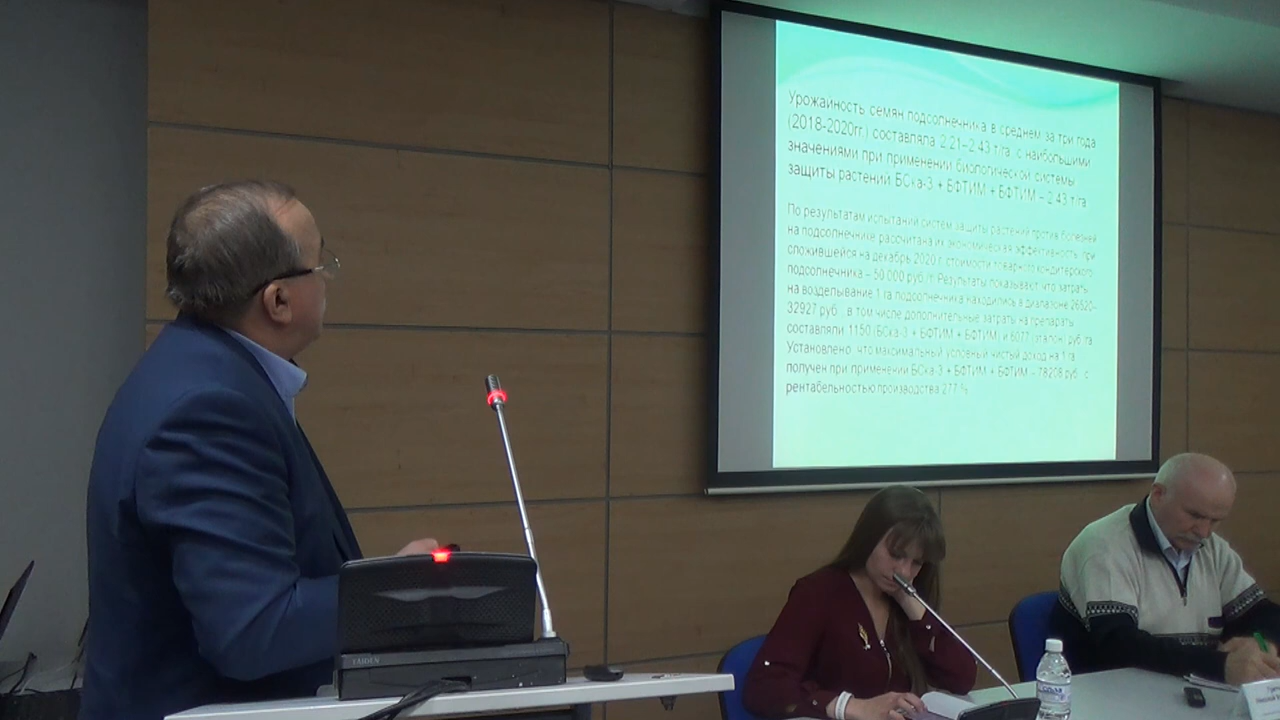 Урожайность семян подсолнечника в среднем за три года
(2018-2020гг.) составляла 2,21–2,43 т/га с наибольшими
значениями при применении биологической системы
защиты растений БСка-3 + БФТИМ + БФТИМ – 2,43 т/га
По результатам испытаний систем защиты растений против болезней
на подсолнечнике рассчитана их экономическая эффективность при
сложившейся на декабрь 2020 г. стоимости товарного кондитерского
подсолнечника – 50 000 руб./т. Результаты показывают, что затраты
на возделывание 1 га подсолнечника находились в диапазоне 26520-
32927 руб., в том числе дополнительные затраты на препараты
составляли 1150 (БСка-3 + БФТИМ + БФТИМ) и 6077 (эталон) руб/га.
Установлено, что максимальный условный чистый доход на 1 га
получен при применении БСка-3 + БФТИМ + БФТИМ – 78208 руб. с
рентабельностью производства 277 %.
TAIDEN